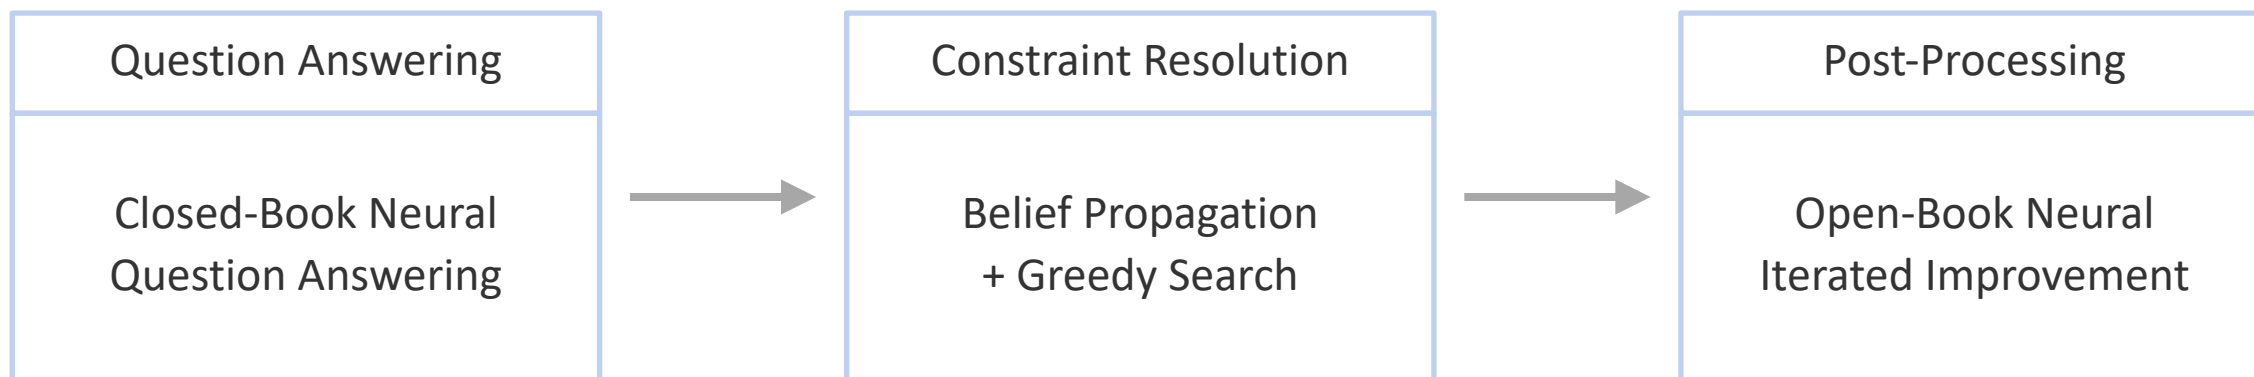 Question Answering
Closed-Book Neural
Question Answering
Constraint Resolution
Belief Propagation
+ Greedy Search
Post-Processing
Open-Book Neural
Iterated Improvement